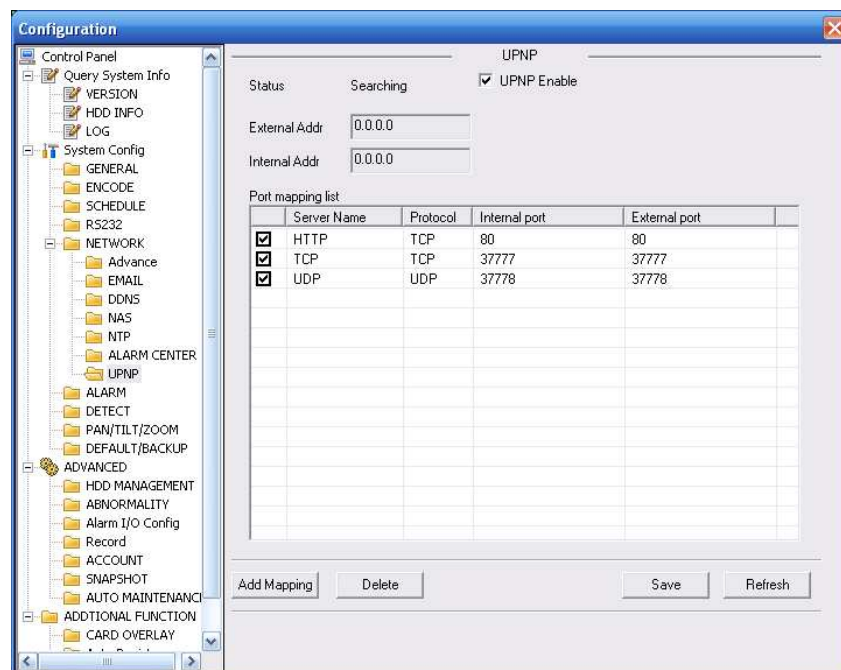 Configuration
Control Panel
Query System Info
VERSION
HDD INFO
LOG
System Config
GENERAL
ENCODE
SCHEDULE
RS232
NETWORK
Advance
EMAIL
DDNS
NAS
NTP
ALARM CENTER
UPNP
ALARM
DETECT
PAN/TILT/ZOOM
DEFAULT/BACKUP
ADVANCED
HDD MANAGEMENT
ABNORMALITY
Alarm I/O Config
Record
ACCOUNT
SNAPSHOT
AUTO MAINTENANC
ADDTIONAL FUNCTION
CARD OVERLAY
UPNP
Status Searching UPNP Enable
External Addr 0.0.0.0
Internal Addr 0.0.0.0
Port mapping list
Server Name Protocol Internal port External port
HTTP TCP 80 80
TCP TCP 37777 37777
UDP UDP 37778 37778
Add Mapping Delete Save Refresh